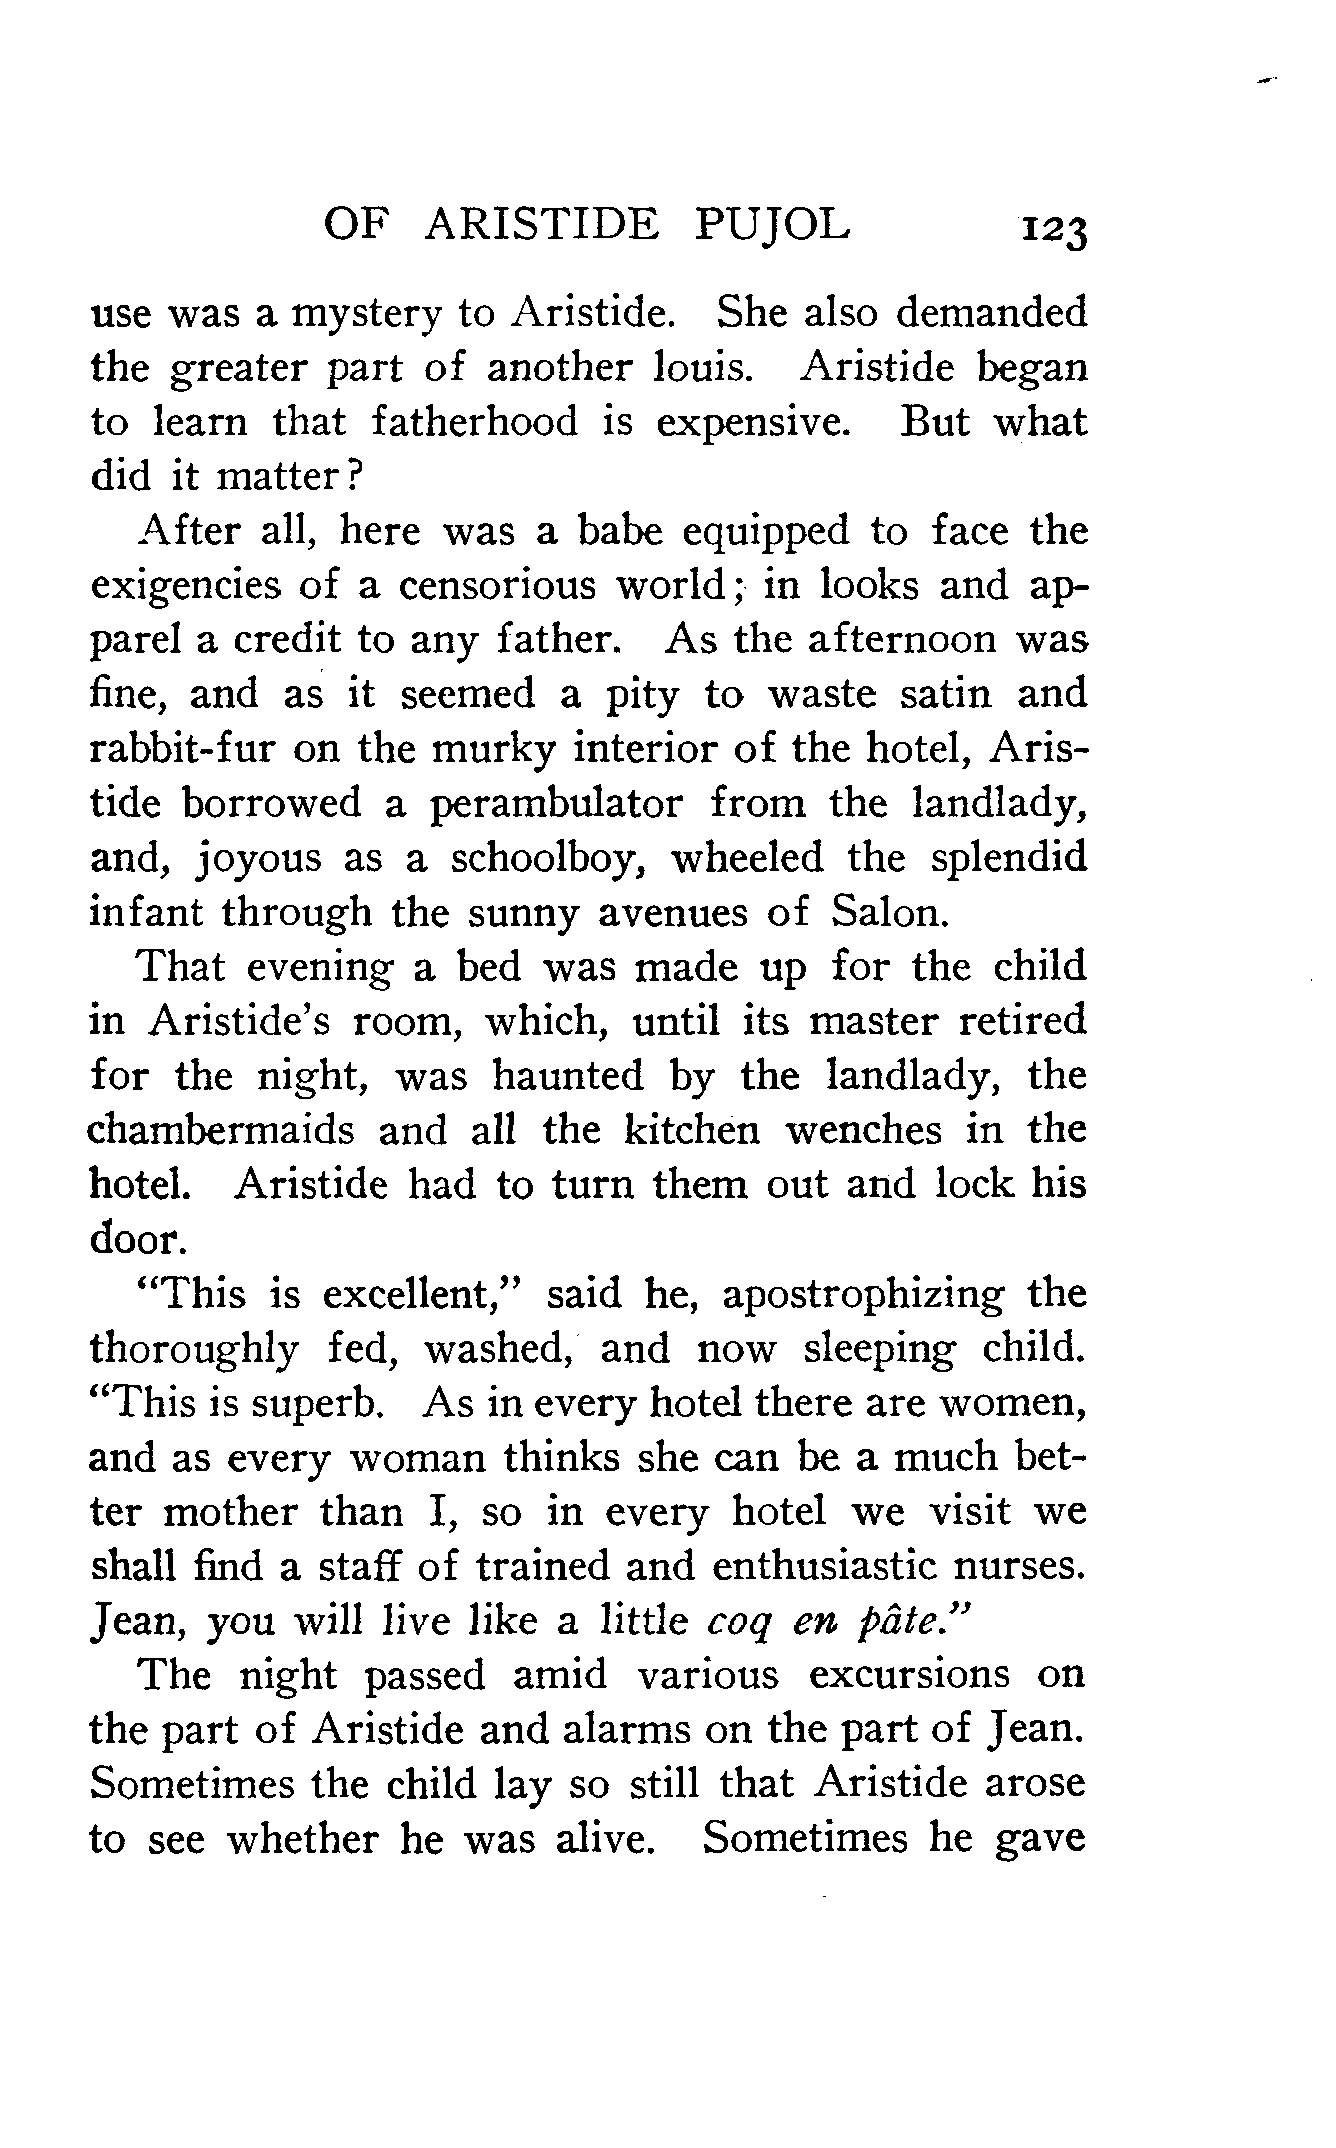 OF ARISTIDE PUJOL 123
use was a mystery to Aristide. She also demanded
the greater part of another louis. Aristide began
to learn that fatherhood is expensive. But what
did it matter?
After all, here was a babe equipped to face the
exigencies of a censorious world; in looks and ap-
parel a credit to any father. As the afternoon was
fine, and as it seemed a pity to waste satin and
rabbit-fur on the murky interior of the hotel, Aris-
tide borrowed a perambulator from the landlady,
and, joyous as a schoolboy, wheeled the splendid
infant through the sunny avenues of Salon.
That evening a bed was made up for the child
in Aristide's room, which, until its master retired
for the night, was haunted by the landlady, the
chambermaids and all the kitchen wenches in the
hotel. Aristide had to turn them out and lock his
door.
"This is excellent," said he, apostrophizing the
thoroughly fed, washed, and now sleeping child.
"This is superb. As in every hotel there are women,
and as every woman thinks she can be a much bet-
ter mother than I, so in every hotel we visit we
shall find a staff of trained and enthusiastic nurses.
Jean, you will live like a little coq en pâte."
The night passed amid various excursions on
the part of Aristide and alarms on the part of Jean.
Sometimes the child lay so still that Aristide arose
to see whether he was alive. Sometimes he gave